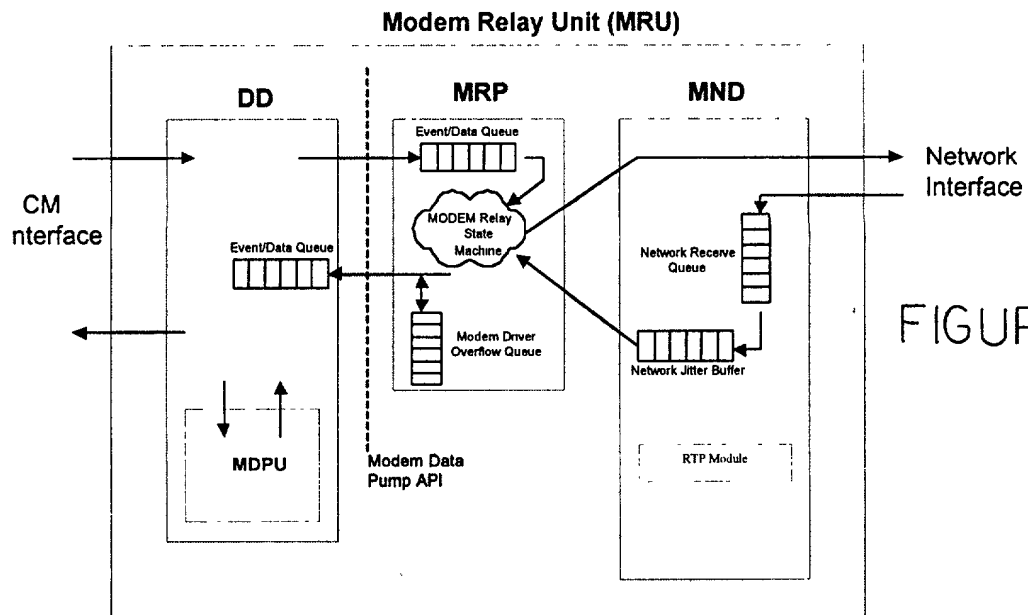 Modem Relay Unit (MRU)
DD
MRP
MND
Event/Data Queue
MODEM Relay
State
Machine
Event/Data Queue
Modem Driver
Overflow Queue
Network Receive
Queue
Network Jitter Buffer
RTP Module
MDPU
Modem Data
Pump API
CM
nterface
Network
Interface
FIGUR